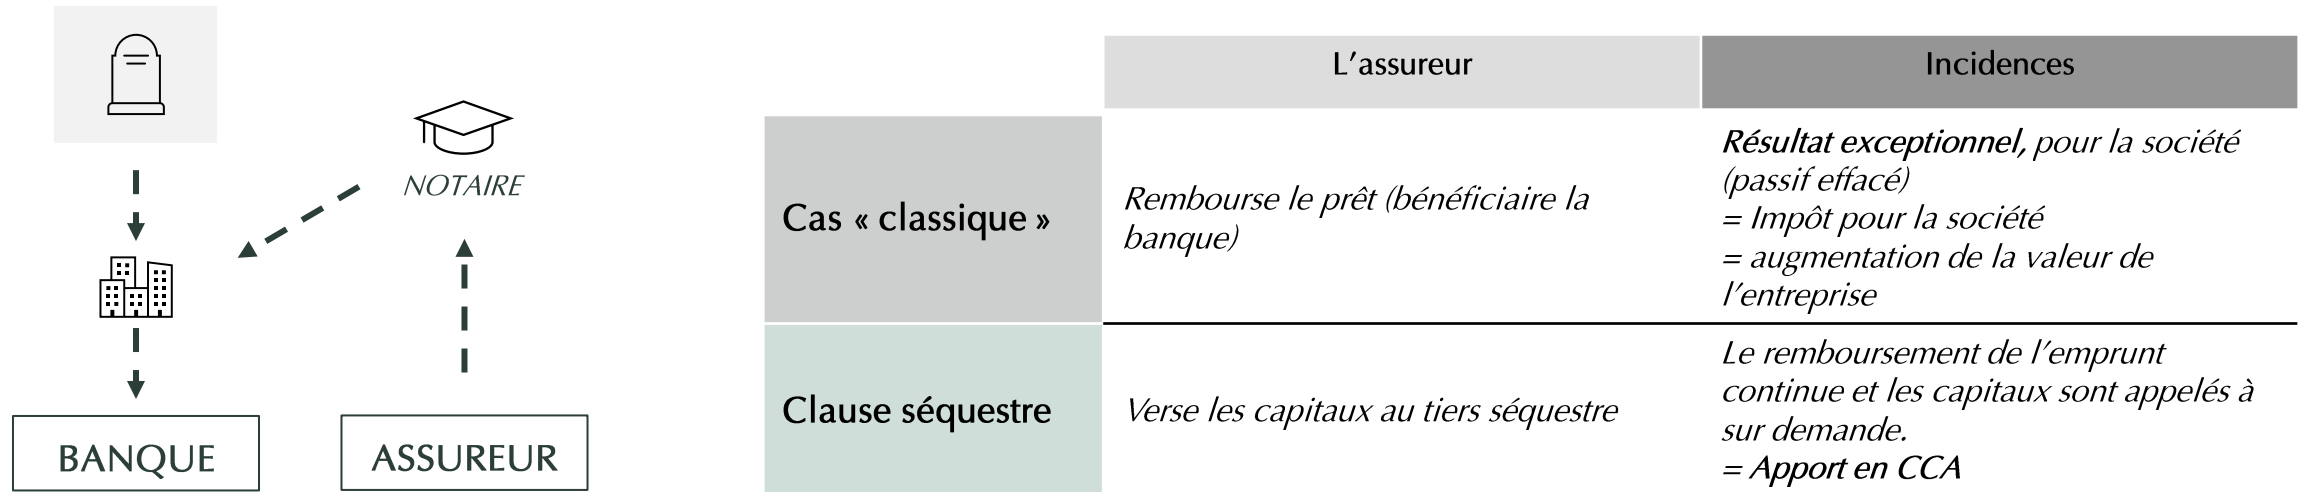 NOTAIRE
BANQUE
ASSUREUR
L’assureur
Incidences
Cas « classique »
Rembourse le prêt (bénéficiaire la
banque)
Résultat exceptionnel, pour la société
(passif effacé)
= Impôt pour la société
= augmentation de la valeur de
l’entreprise
Clause séquestre
Verse les capitaux au tiers séquestre
Le remboursement de l’emprunt
continue et les capitaux sont appelés à
sur demande.
= Apport en CCA